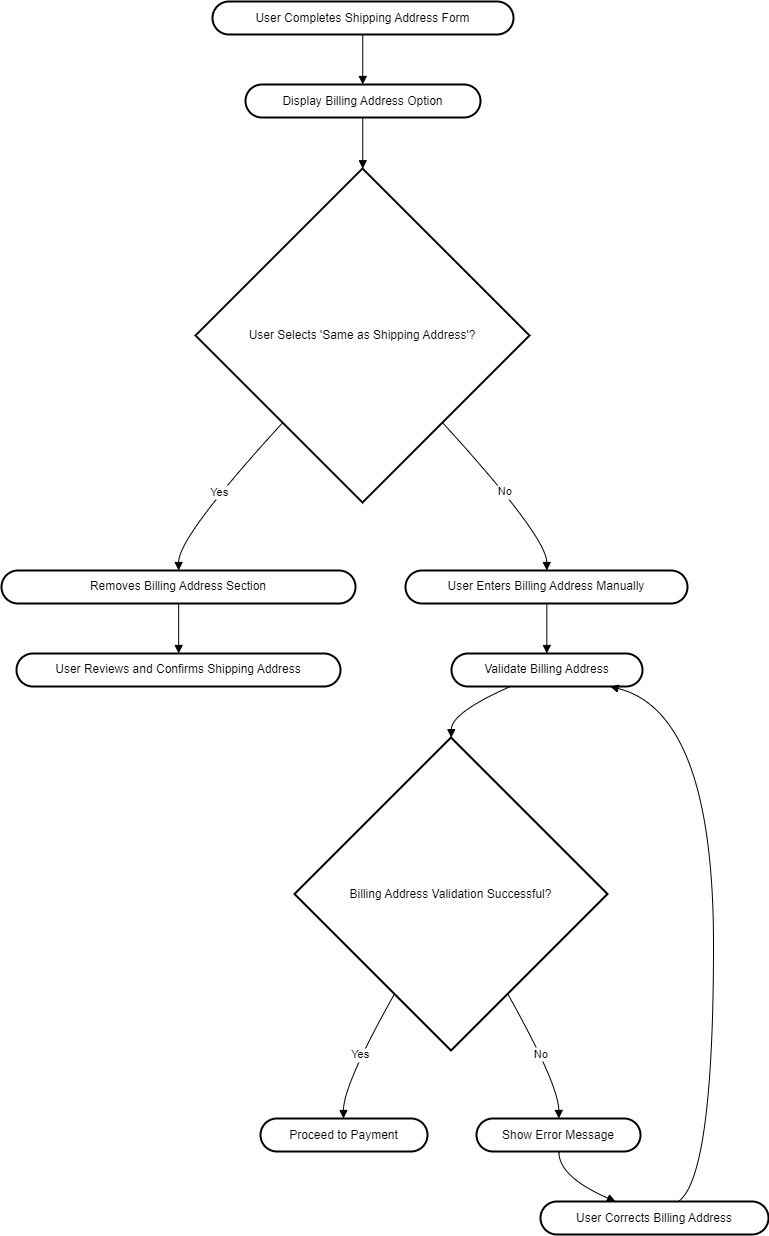 User Completes Shipping Address Form
Display Billing Address Option
User Selects 'Same as Shipping Address'?
Yes
No
Removes Billing Address Section
User Enters Billing Address Manually
User Reviews and Confirms Shipping Address
Validate Billing Address
Billing Address Validation Successful?
Yes
No
Proceed to Payment
Show Error Message
User Corrects Billing Address